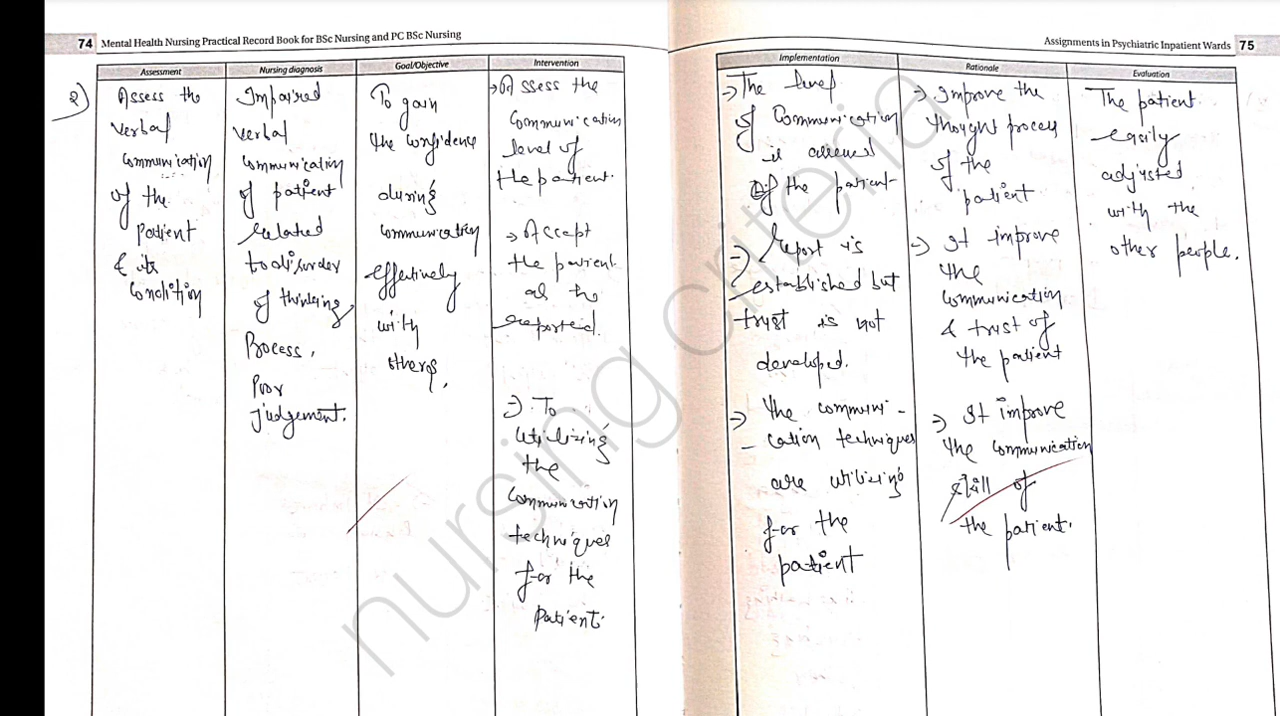 74 Mental Health Nursing Practical Record Book for BSc Nursing and PC BSc Nursing
Assessment
2)
Assess the
verbal
communication
of the
patient
& its
condition
Nursing diagnosis
Impaired
verbal
communication
of patient
related
to disorder
of thinking,
Process,
Poor
judgement.
Goal/Objective
To gain
the confidence
during
communication
effectively
with
others.
Intervention
→ Assess the
Communication
level of
the patient.
→ Accept
the patient
as he
reported.
→ To
utilizing
the
communication
techniques
for the
patient.
Assignments in Psychiatric Inpatient Wards 75
Implementation
→ The level
of Communication
is assessed
of the patient
→ Report is
established but
trust is not
developed.
→ the communi-
-cation techniques
are utilizing
for the
patient
Rationale
→ Improve the
thought process
of the
patient
→ It improve
the
communication
& trust of
the patient
→ It improve
the communication
skill of
the patient.
Evaluation
The patient
easily
adjusted
with the
other people.
nursing criteria